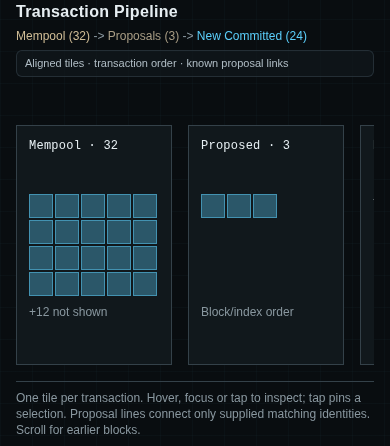 Transaction Pipeline
Mempool (32) -> Proposals (3) -> New Committed (24)
Aligned tiles · transaction order · known proposal links
Mempool · 32
Proposed · 3
+12 not shown
Block/index order
One tile per transaction. Hover, focus or tap to inspect; tap pins a
selection. Proposal lines connect only supplied matching identities.
Scroll for earlier blocks.